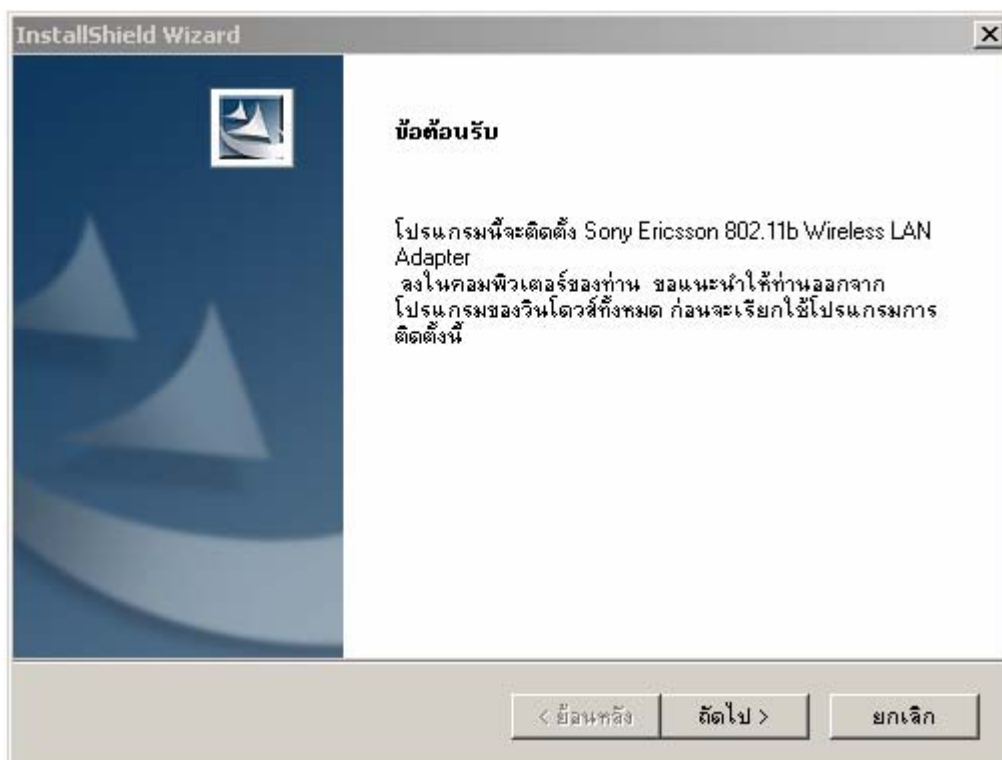 InstallShield Wizard
ข้อต้อนรับ
โปรแกรมนี้จะติดตั้ง Sony Ericsson 802.11b Wireless LAN
Adapter
ลงในคอมพิวเตอร์ของท่าน ขอแนะนำให้ท่านออกจาก
โปรแกรมของวินโดวส์ทั้งหมด ก่อนจะเรียกใช้โปรแกรมการ
ติดตั้งนี้
< ย้อนหลัง
ถัดไป >
ยกเลิก